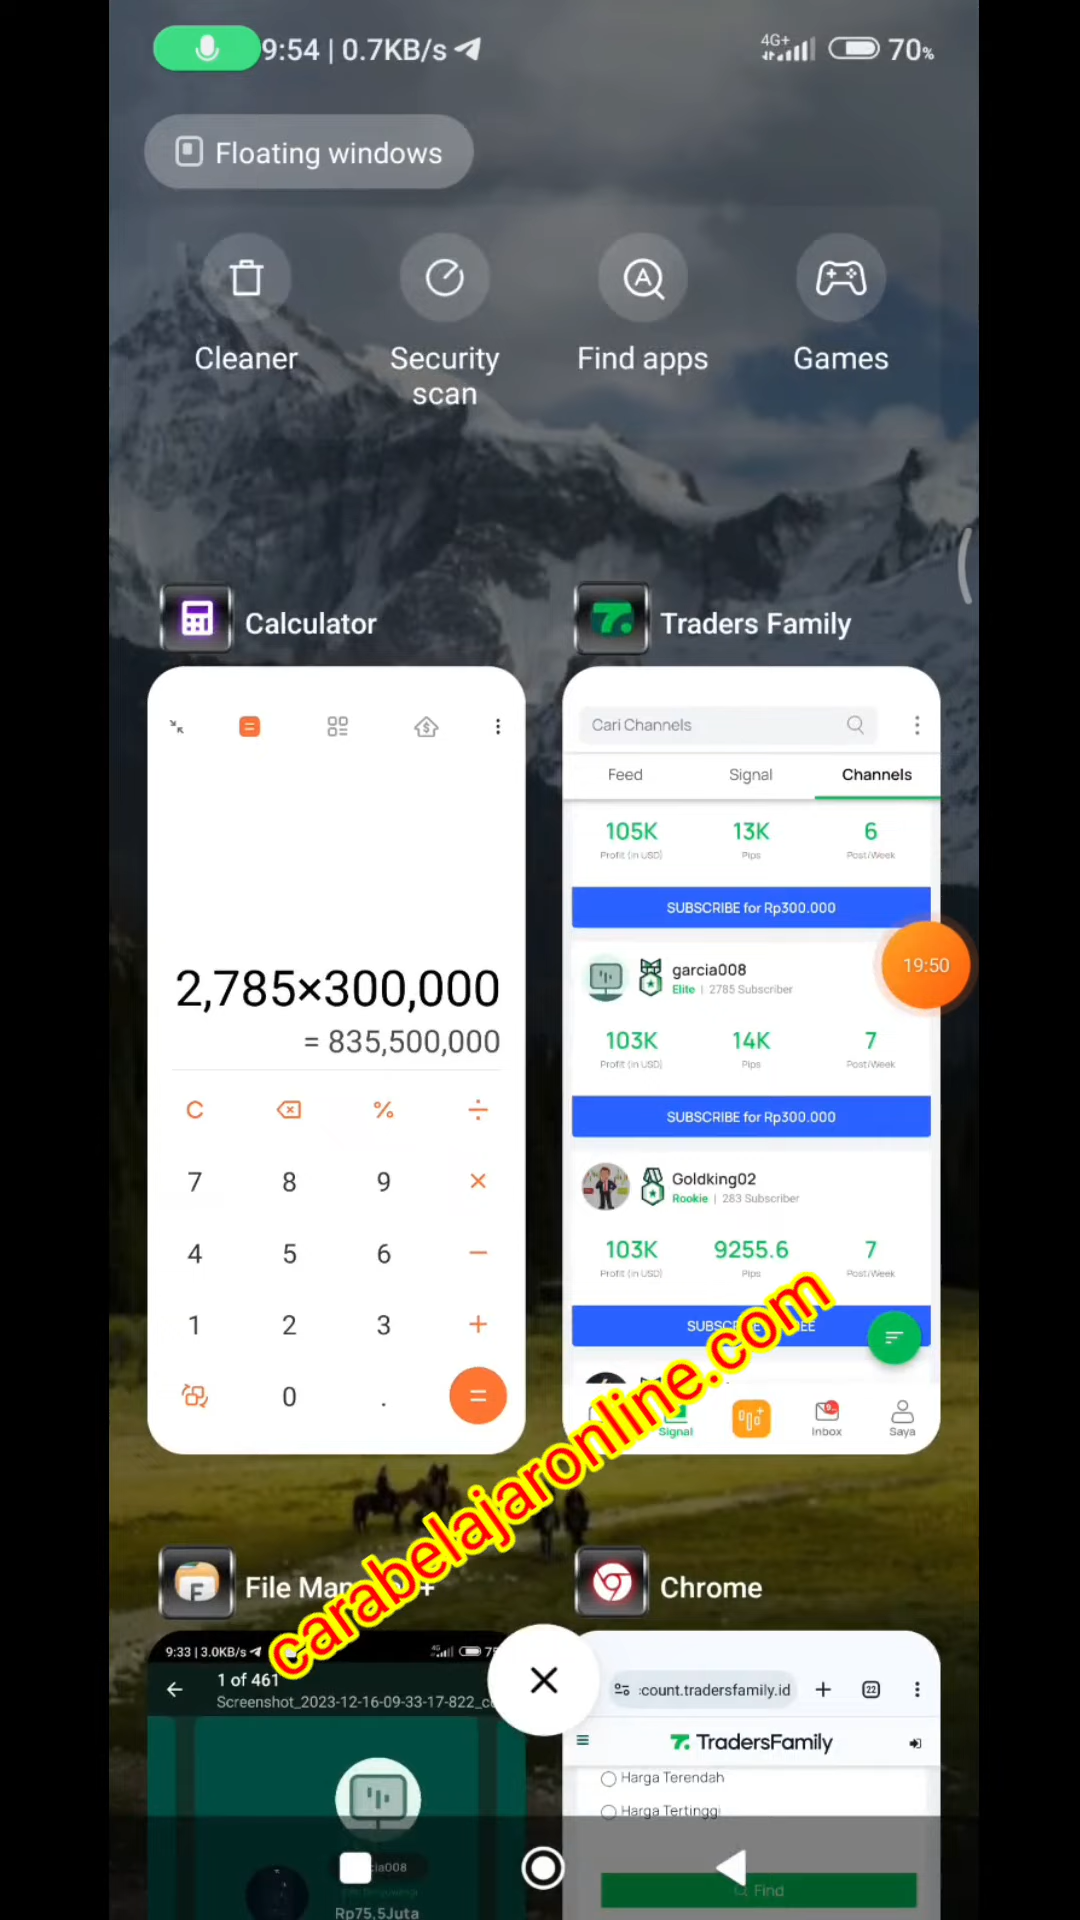 9:54 | 0.7KB/s
4G+
70%
Floating windows
Cleaner
Security scan
Find apps
Games
Calculator
2,785×300,000
= 835,500,000
C % ÷
7 8 9 ×
4 5 6 −
1 2 3 +
0 . =
Traders Family
Cari Channels
Feed Signal Channels
105K 13K 6
Profit (in USD) Pips Post/Week
SUBSCRIBE for Rp300.000
garcia008
Elite | 2785 Subscriber
103K 14K 7
Profit (in USD) Pips Post/Week
SUBSCRIBE for Rp300.000
19:50
Goldking02
Rookie | 283 Subscriber
103K 9255.6 7
Profit (in USD) Pips Post/Week
Signal Inbox Saya
carabelajaronline.com
File
9:33 | 3.0KB/s
1 of 461
Screenshot_2023-12-16-09-33-17-822_c
Rp75,5Juta
Chrome
:count.tradersfamily.id
22
TradersFamily
Harga Terendah
Harga Tertinggi
Find